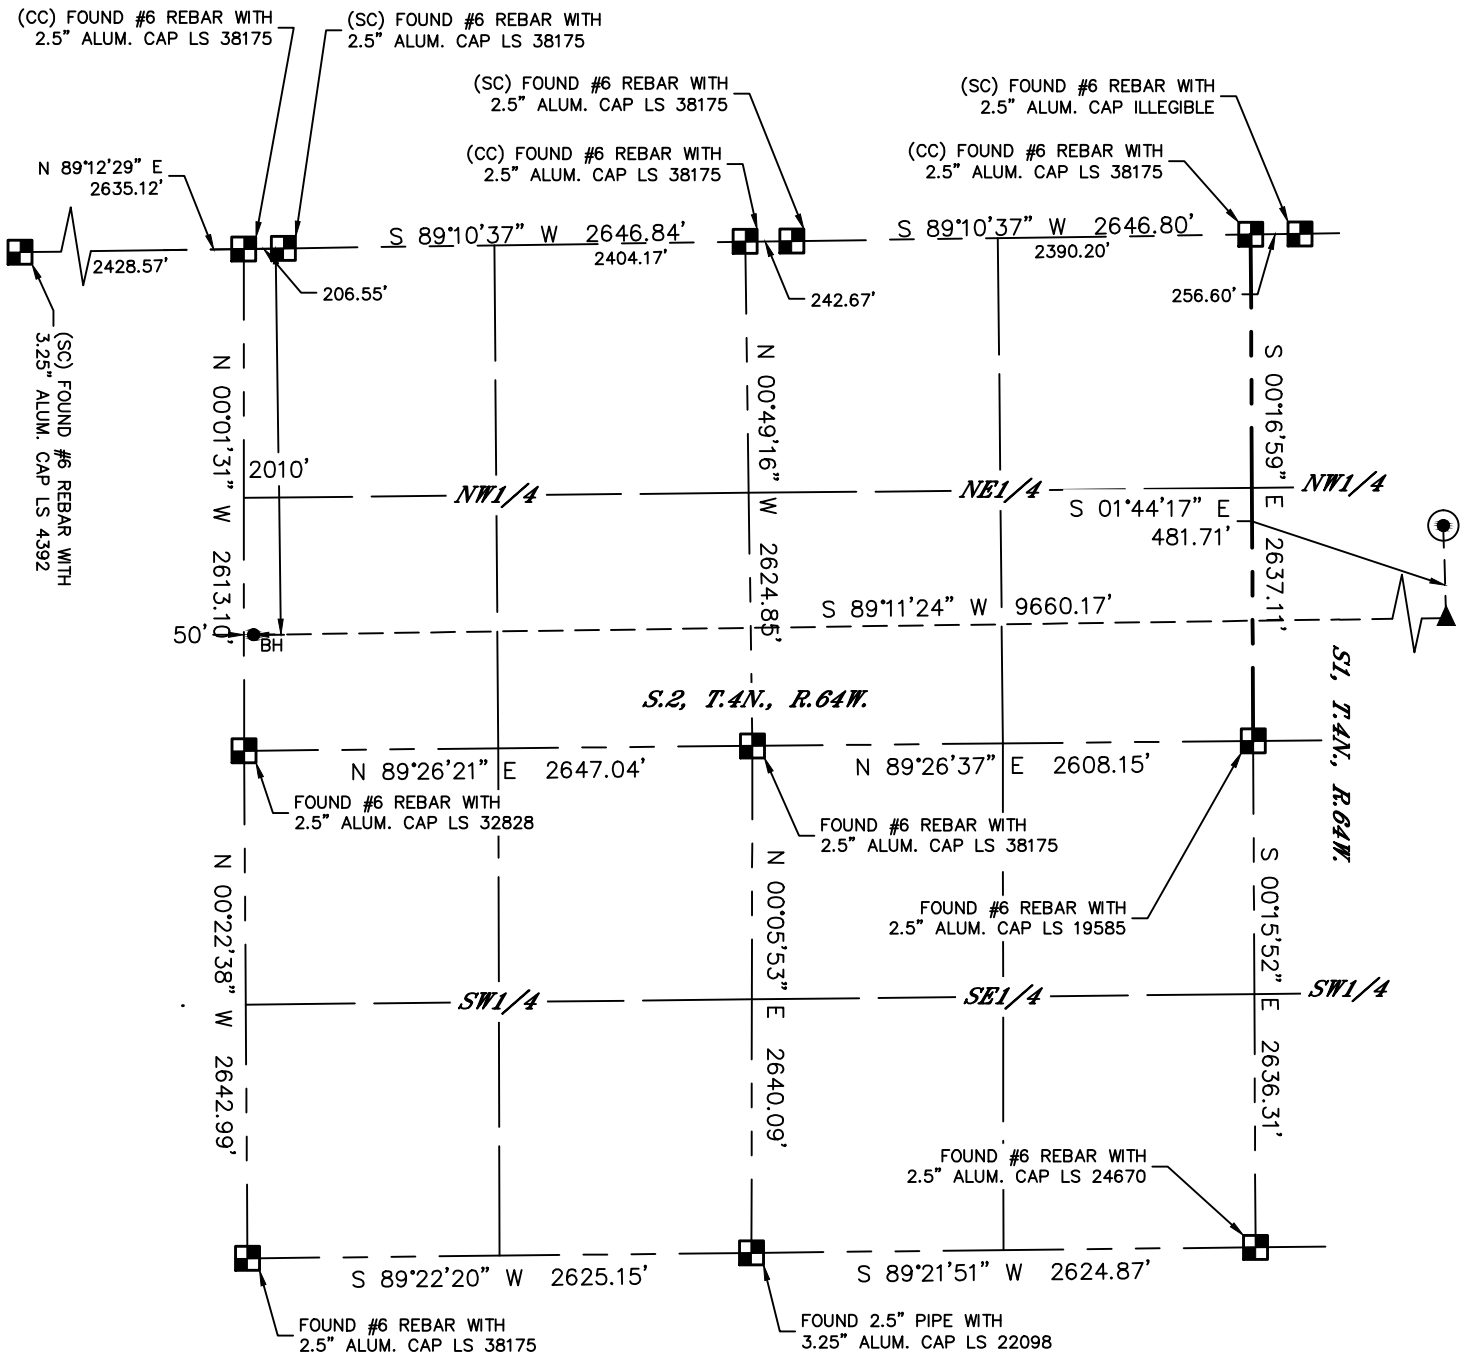 (CC) FOUND #6 REBAR WITH
2.5" ALUM. CAP LS 38175
(SC) FOUND #6 REBAR WITH
2.5" ALUM. CAP LS 38175
(SC) FOUND #6 REBAR WITH
2.5" ALUM. CAP LS 38175
(SC) FOUND #6 REBAR WITH
2.5" ALUM. CAP ILLEGIBLE
(CC) FOUND #6 REBAR WITH
2.5" ALUM. CAP LS 38175
(CC) FOUND #6 REBAR WITH
2.5" ALUM. CAP LS 38175
N 89°12'29" E
2635.12'
S 89°10'37" W 2646.84'
2404.17'
S 89°10'37" W 2646.80'
2390.20'
2428.57'
206.55'
242.67'
256.60'
(SC) FOUND #6 REBAR WITH
3.25" ALUM. CAP LS 4392
N 00°01'31" W 2613.10'
2010'
N 00°49'16" W 2624.85'
S 00°16'59" E 2637.11'
NW1/4
NE1/4
NW1/4
S 01°44'17" E
481.71'
S 89°11'24" W 9660.17'
50'
BH
S.2, T.4N., R.64W.
S1, T.4N., R.64W.
N 89°26'21" E 2647.04'
N 89°26'37" E 2608.15'
FOUND #6 REBAR WITH
2.5" ALUM. CAP LS 32828
FOUND #6 REBAR WITH
2.5" ALUM. CAP LS 38175
FOUND #6 REBAR WITH
2.5" ALUM. CAP LS 19585
N 00°22'38" W 2642.99'
N 00°05'53" E 2640.09'
S 00°15'52" E 2636.31'
SW1/4
SE1/4
SW1/4
FOUND #6 REBAR WITH
2.5" ALUM. CAP LS 24670
S 89°22'20" W 2625.15'
S 89°21'51" W 2624.87'
FOUND #6 REBAR WITH
2.5" ALUM. CAP LS 38175
FOUND 2.5" PIPE WITH
3.25" ALUM. CAP LS 22098